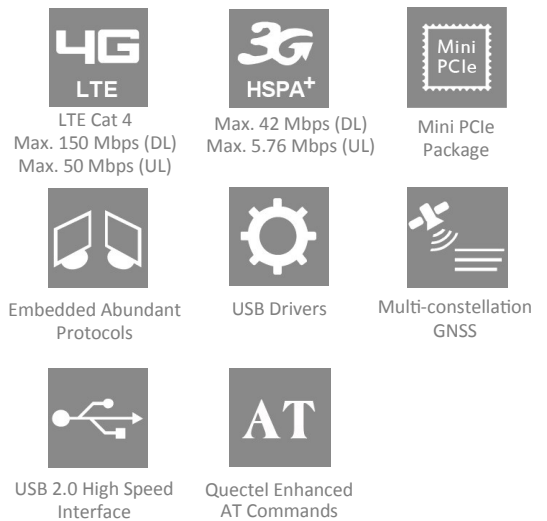 4G
LTE
LTE Cat 4
Max. 150 Mbps (DL)
Max. 50 Mbps (UL)
3G
HSPA+
Max. 42 Mbps (DL)
Max. 5.76 Mbps (UL)
Mini
PCIe
Mini PCIe
Package
Embedded Abundant
Protocols
USB Drivers
Multi-constellation
GNSS
USB 2.0 High Speed
Interface
AT
Quectel Enhanced
AT Commands